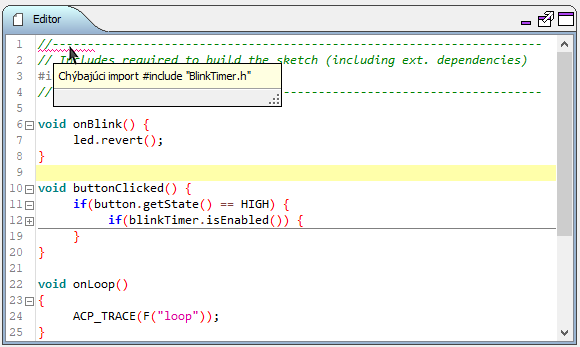 Editor
1 //----------------------------------------------------------------------
2 // Includes required to build the sketch (including ext. dependencies)
3 #i
Chýbajúci import #include "BlinkTimer.h"
4 //----------------------------------------------------------------------
5
6 void onBlink() {
7 led.revert();
8 }
9
10 void buttonClicked() {
11 if(button.getState() == HIGH) {
12 if(blinkTimer.isEnabled()) {
19 }
20 }
21
22 void onLoop()
23 {
24 ACP_TRACE(F("loop"));
25 }